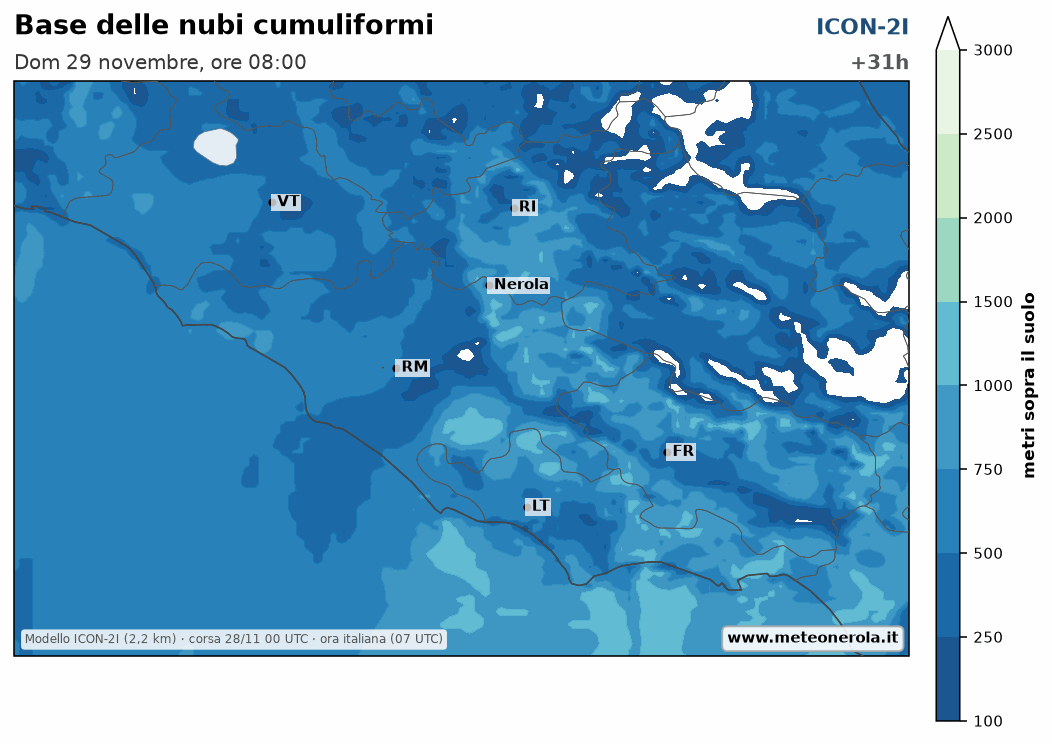 Base delle nubi cumuliformi
ICON-2I
Dom 29 novembre, ore 08:00
+31h
VT
RI
Nerola
RM
FR
LT
Modello ICON-2I (2,2 km) · corsa 28/11 00 UTC · ora italiana (07 UTC)
www.meteonerola.it
3000
2500
2000
1500
1000
750
500
250
100
metri sopra il suolo